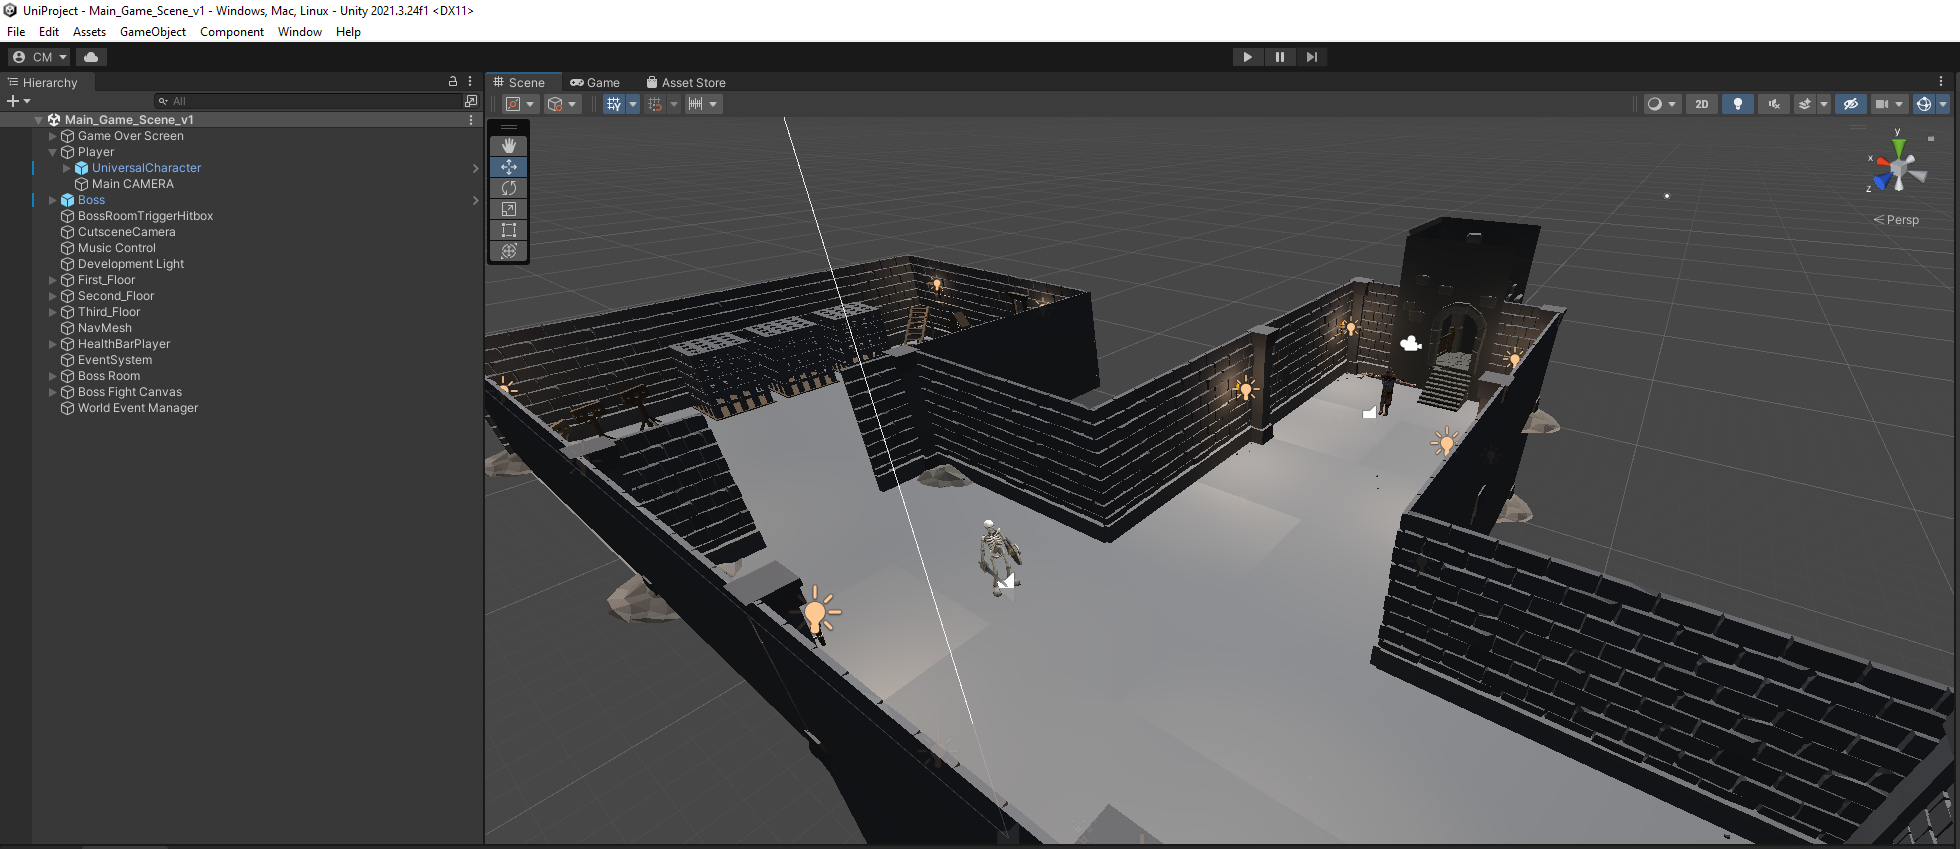 UniProject - Main_Game_Scene_v1 - Windows, Mac, Linux - Unity 2021.3.24f1 <DX11>
File Edit Assets GameObject Component Window Help
CM
Hierarchy
Scene Game Asset Store
All
2D
Main_Game_Scene_v1
Game Over Screen
Player
UniversalCharacter
Main CAMERA
Boss
BossRoomTriggerHitbox
CutsceneCamera
Music Control
Development Light
First_Floor
Second_Floor
Third_Floor
NavMesh
HealthBarPlayer
EventSystem
Boss Room
Boss Fight Canvas
World Event Manager
y
x
z
Persp